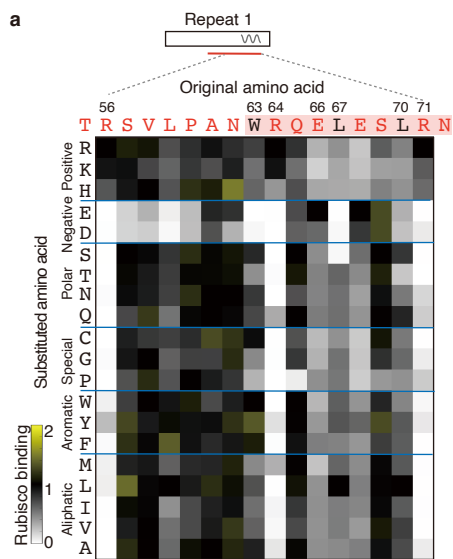 a
Repeat 1
Original amino acid
56 63 64 66 67 70 71
T R S V L P A N W R Q E L E S L R N
Substituted amino acid
Positive
R
K
H
Negative
E
D
Polar
S
T
N
Q
Special
C
G
P
Aromatic
W
Y
F
Aliphatic
M
L
I
V
A
Rubisco binding
2
1
0